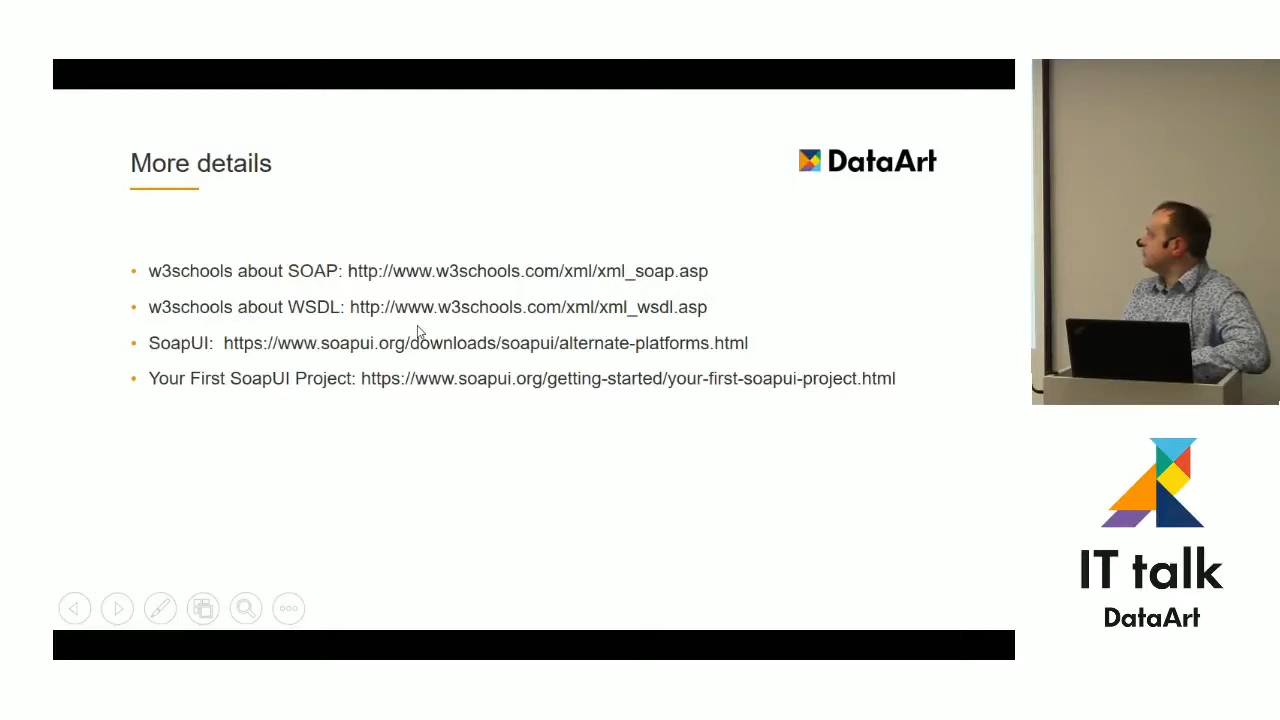 More details
DataArt
w3schools about SOAP: http://www.w3schools.com/xml/xml_soap.asp
w3schools about WSDL: http://www.w3schools.com/xml/xml_wsdl.asp
SoapUI: https://www.soapui.org/downloads/soapui/alternate-platforms.html
Your First SoapUI Project: https://www.soapui.org/getting-started/your-first-soapui-project.html
IT talk
DataArt